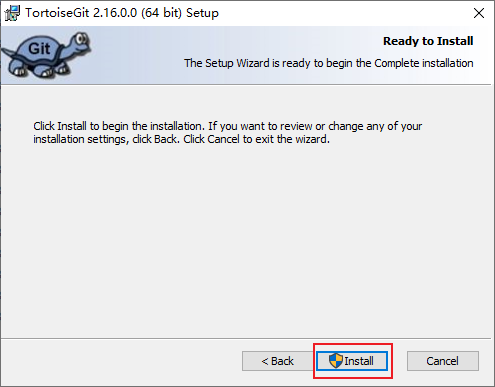 TortoiseGit 2.16.0.0 (64 bit) Setup
Git
Ready to Install
The Setup Wizard is ready to begin the Complete installation
Click Install to begin the installation. If you want to review or change any of your
installation settings, click Back. Click Cancel to exit the wizard.
< Back
Install
Cancel